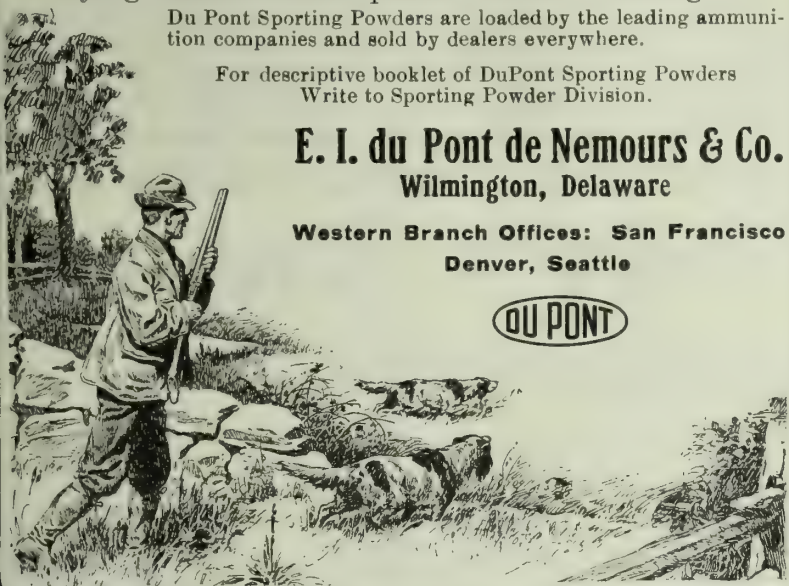 Du Pont Sporting Powders are loaded by the leading ammuni-
tion companies and sold by dealers everywhere.
For descriptive booklet of DuPont Sporting Powders
Write to Sporting Powder Division.
E. I. du Pont de Nemours & Co.
Wilmington, Delaware
Western Branch Offices: San Francisco
Denver, Seattle
DU PONT